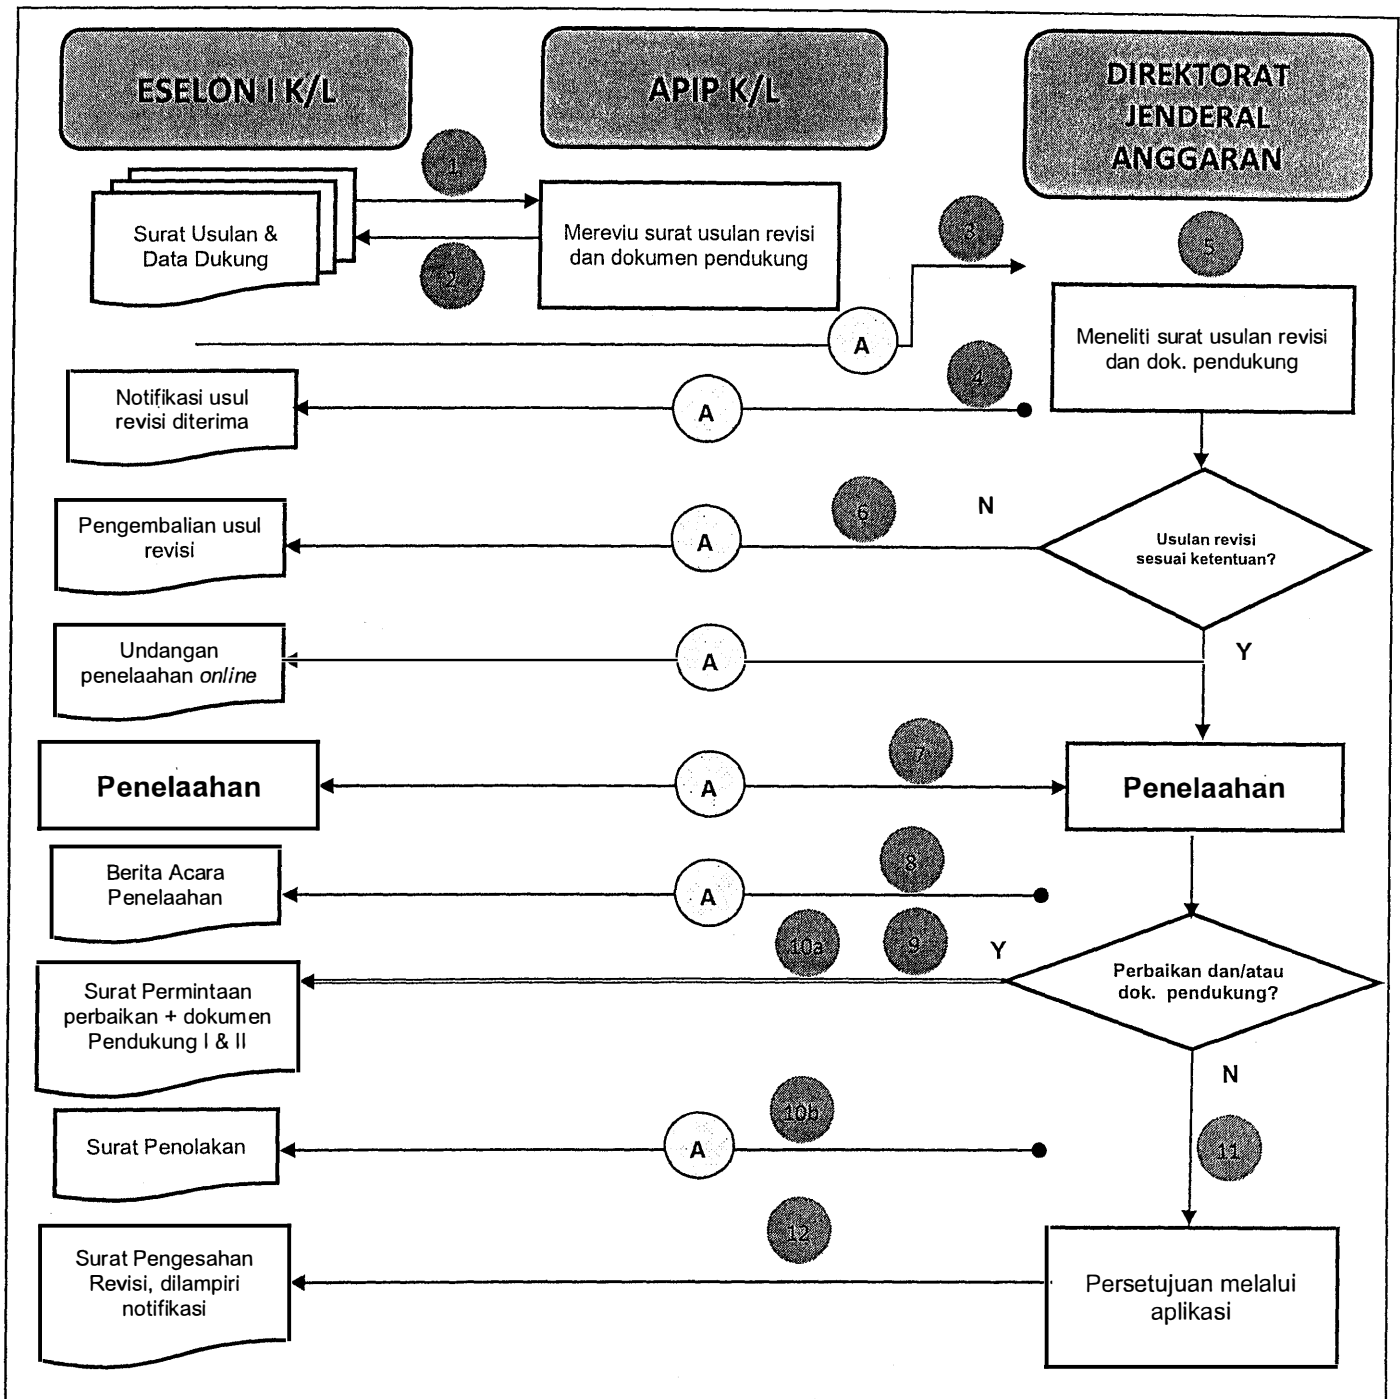 ESELON I K/L
APIP K/L
DIREKTORAT
JENDERAL
ANGGARAN
1
Surat Usulan &
Data Dukung
2
Mereviu surat usulan revisi
dan dokumen pendukung
3
5
A
Meneliti surat usulan revisi
dan dok. pendukung
4
Notifikasi usul
revisi diterima
A
6
N
Pengembalian usul
revisi
A
Usulan revisi
sesuai ketentuan?
Undangan
penelaahan online
A
Y
7
Penelaahan
A
Penelaahan
8
Berita Acara
Penelaahan
A
10a
9
Y
Perbaikan dan/atau
dok. pendukung?
Surat Permintaan
perbaikan + dokumen
Pendukung I & II
N
10b
Surat Penolakan
A
11
12
Surat Pengesahan
Revisi, dilampiri
notifikasi
Persetujuan melalui
aplikasi